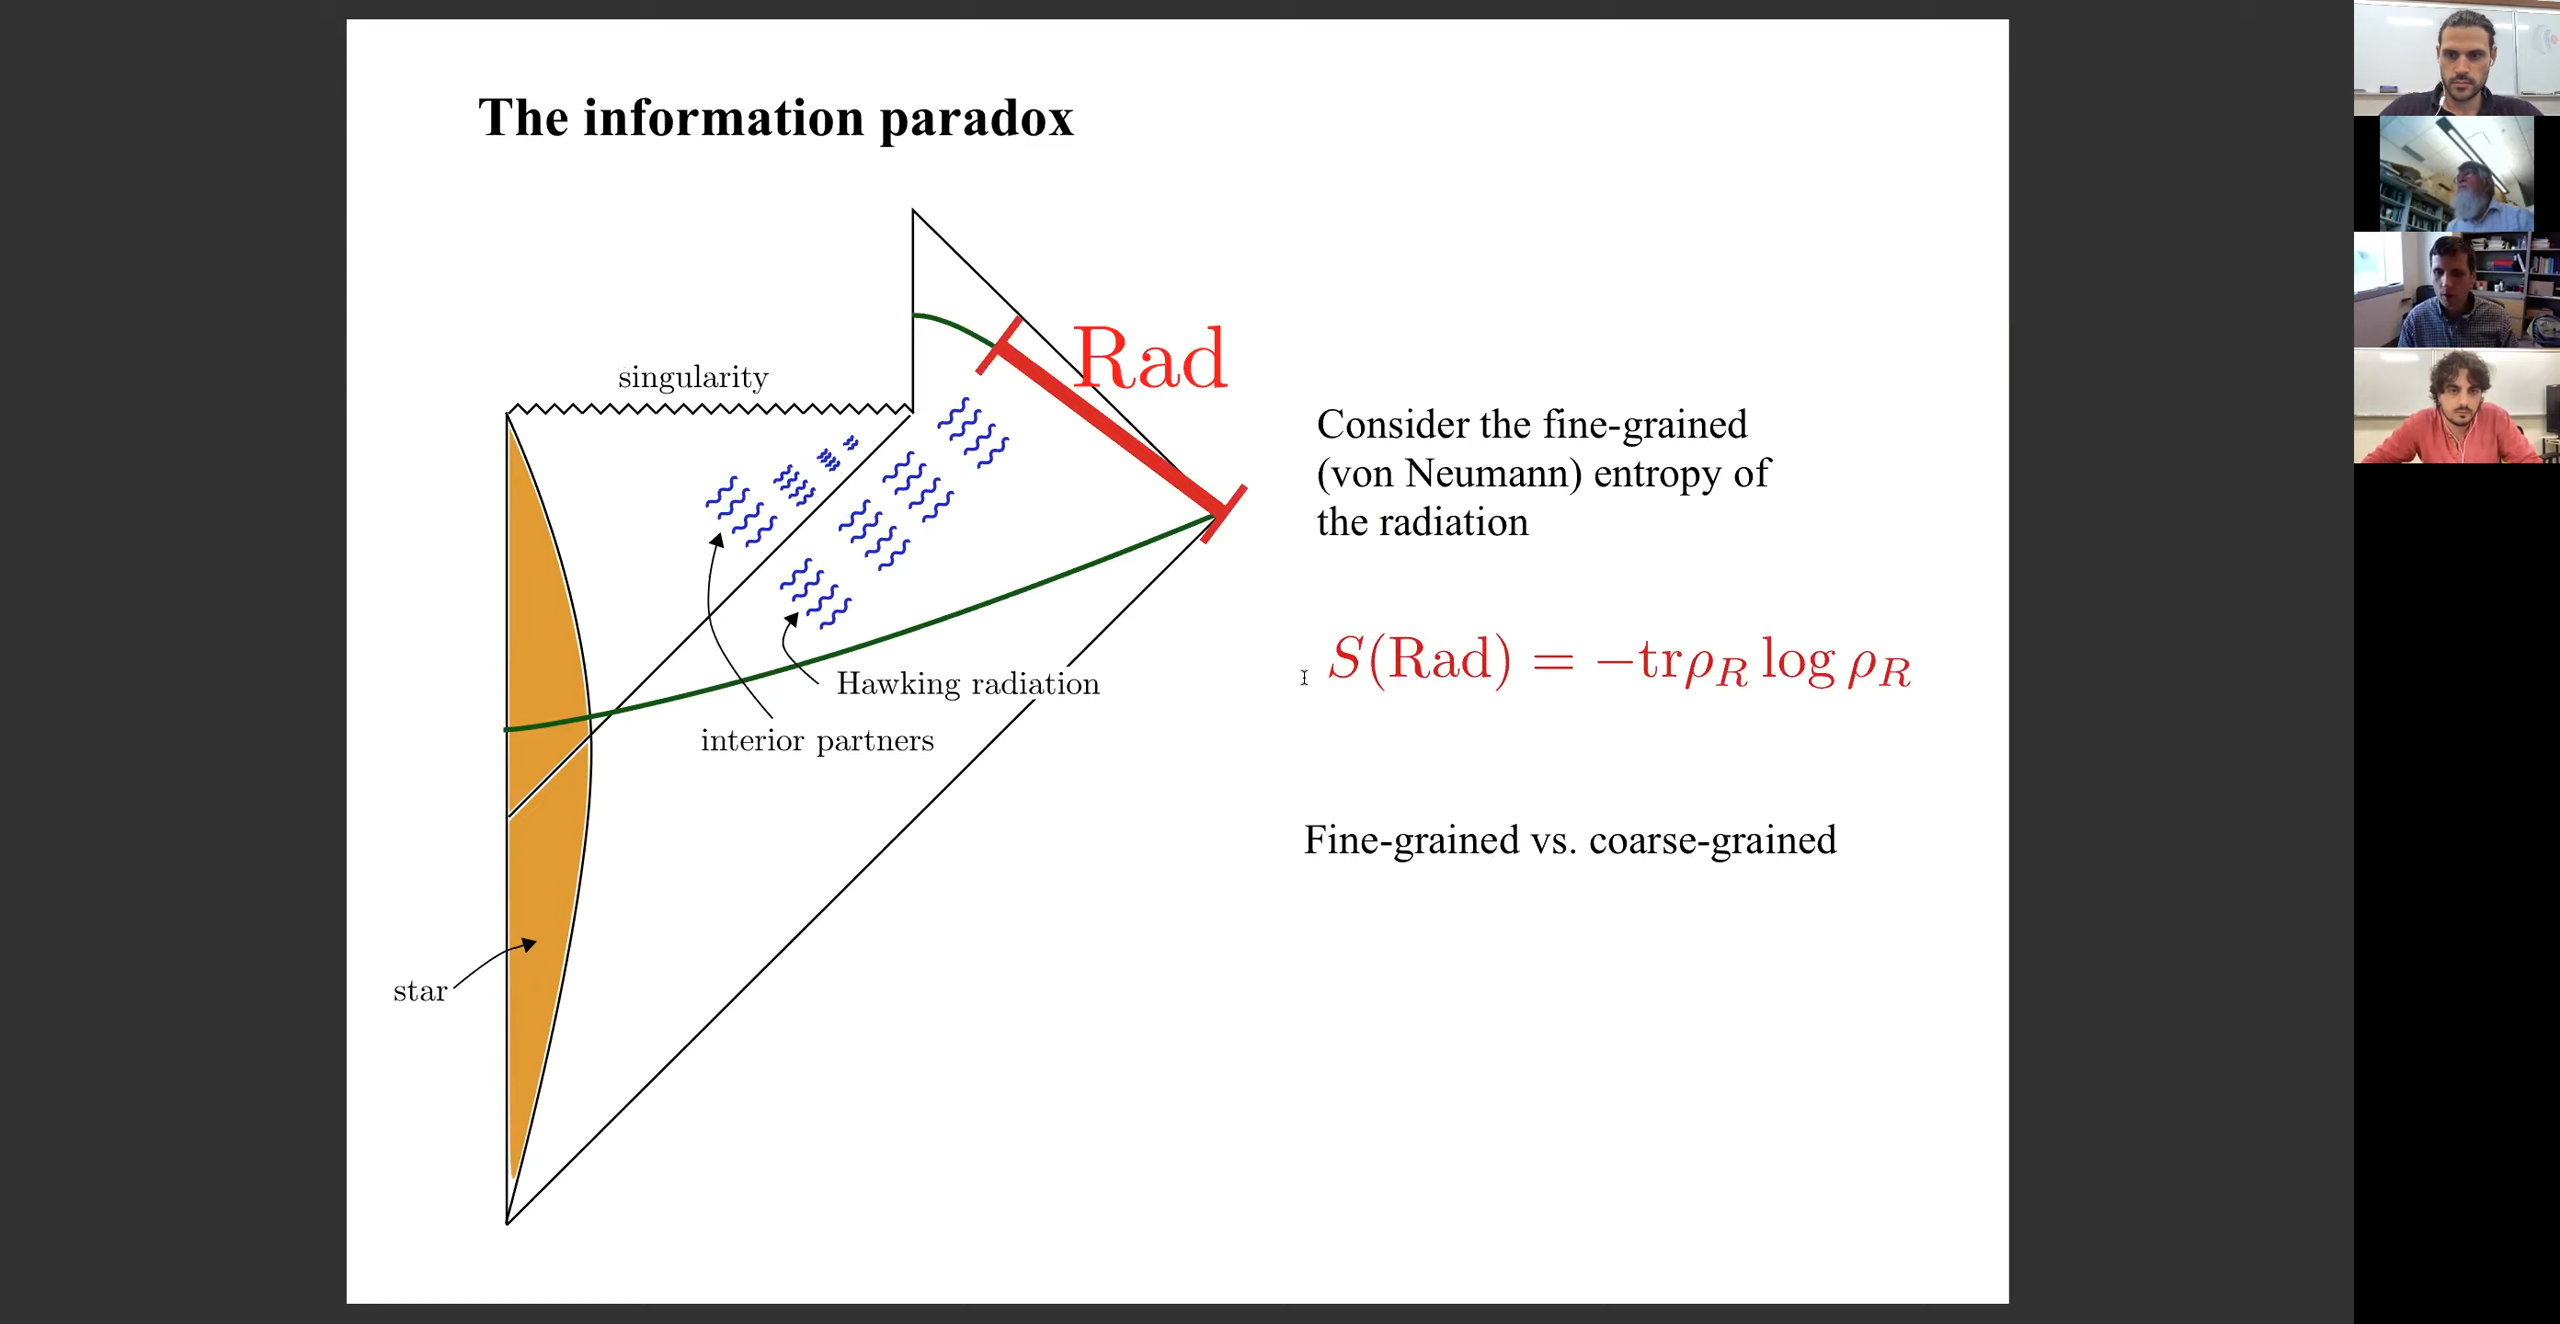 The information paradox
Rad
singularity
Consider the fine-grained
(von Neumann) entropy of
the radiation
S(Rad) = −trρ_R log ρ_R
Hawking radiation
interior partners
Fine-grained vs. coarse-grained
star